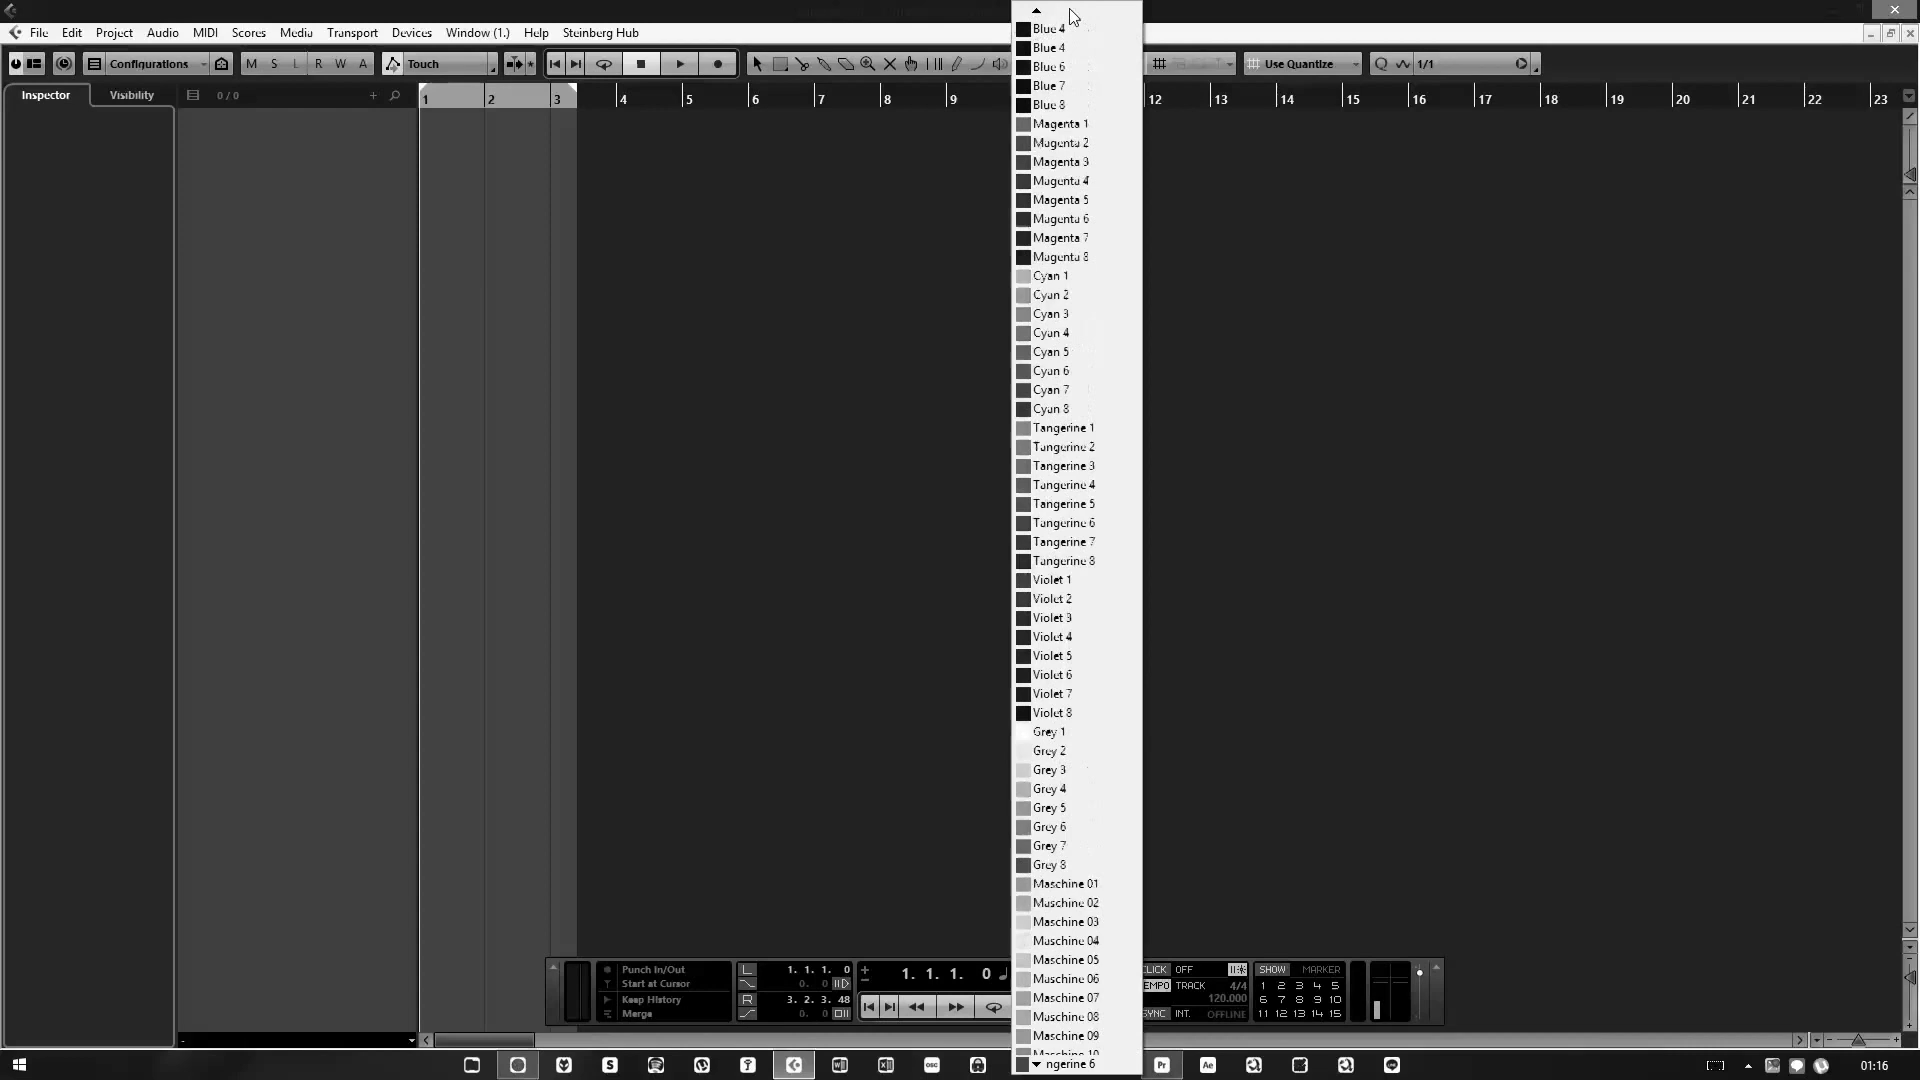 File Edit Project Audio MIDI Scores Media Transport Devices Window (1.) Help Steinberg Hub
Configurations M S L R W A Touch Use Quantize Q 1/1
Inspector Visibility 0 / 0
1 2 3 4 5 6 7 8 9 12 13 14 15 16 17 18 19 20 21 22 23
Blue 4
Blue 4
Blue 6
Blue 7
Blue 8
Magenta 1
Magenta 2
Magenta 3
Magenta 4
Magenta 5
Magenta 6
Magenta 7
Magenta 8
Cyan 1
Cyan 2
Cyan 3
Cyan 4
Cyan 5
Cyan 6
Cyan 7
Cyan 8
Tangerine 1
Tangerine 2
Tangerine 3
Tangerine 4
Tangerine 5
Tangerine 6
Tangerine 7
Tangerine 8
Violet 1
Violet 2
Violet 3
Violet 4
Violet 5
Violet 6
Violet 7
Violet 8
Grey 1
Grey 2
Grey 3
Grey 4
Grey 5
Grey 6
Grey 7
Grey 8
Maschine 01
Maschine 02
Maschine 03
Maschine 04
Maschine 05
Maschine 06
Maschine 07
Maschine 08
Maschine 09
Maschine 10
ngerine 6
Punch In/Out
Start at Cursor
Keep History
Merge
L 1. 1. 1. 0
0. 0
R 3. 2. 3. 48
0. 0
1. 1. 1. 0
CLICK OFF
EMPO TRACK 4/4
120.000
SYNC INT. OFFLINE
SHOW MARKER
1 2 3 4 5
6 7 8 9 10
11 12 13 14 15
Pr Ae
01:16